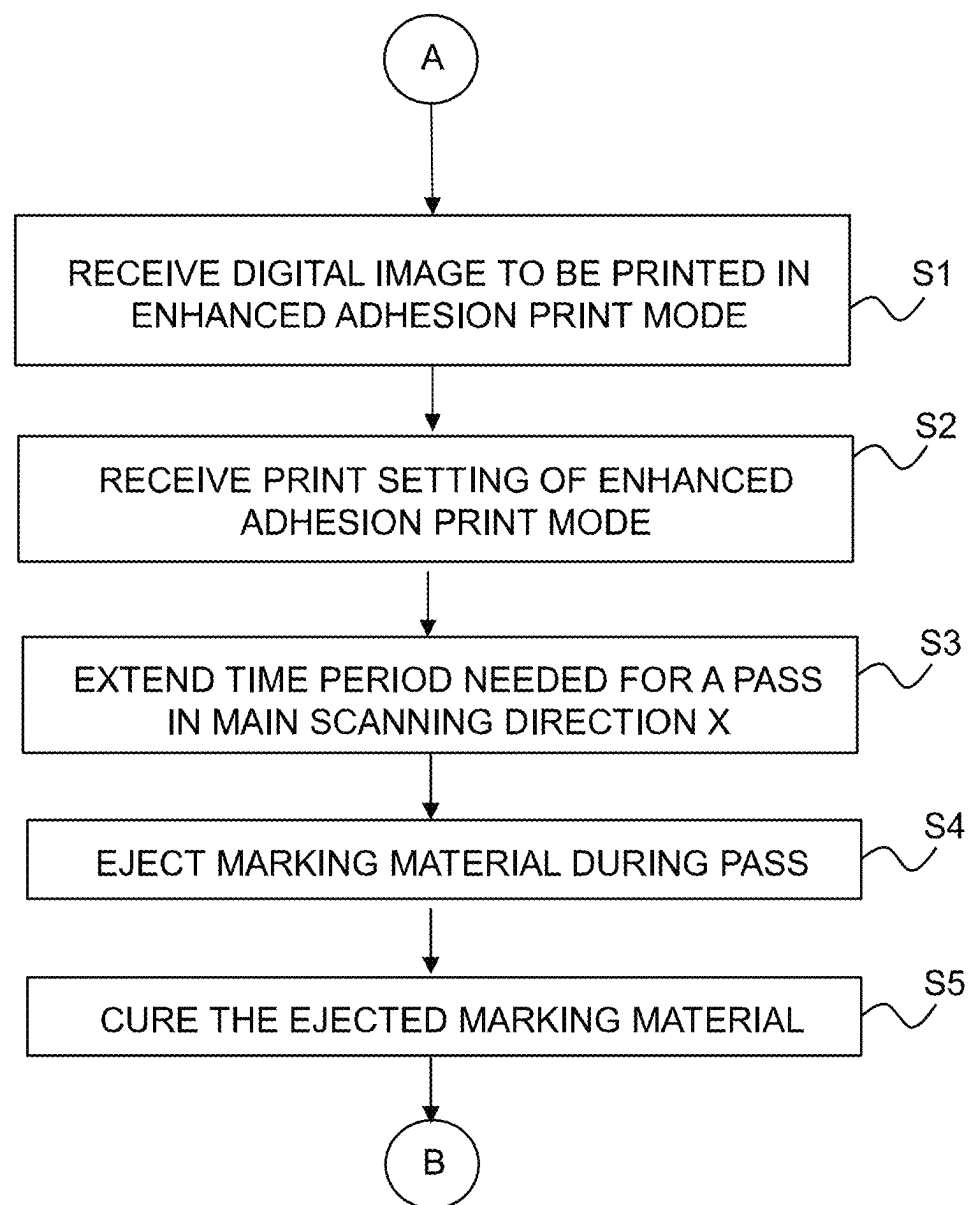 A
RECEIVE DIGITAL IMAGE TO BE PRINTED IN
ENHANCED ADHESION PRINT MODE
S1
RECEIVE PRINT SETTING OF ENHANCED
ADHESION PRINT MODE
S2
EXTEND TIME PERIOD NEEDED FOR A PASS
IN MAIN SCANNING DIRECTION X
S3
EJECT MARKING MATERIAL DURING PASS
S4
CURE THE EJECTED MARKING MATERIAL
S5
B